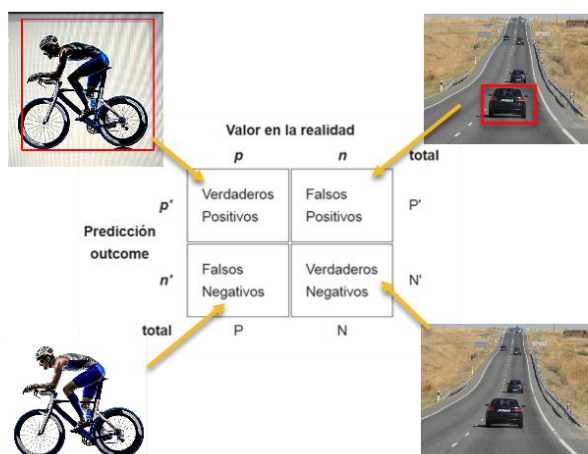 Valor en la realidad
p n total
Verdaderos Positivos
Falsos Positivos
p' P'
Predicción outcome
Falsos Negativos
Verdaderos Negativos
n' N'
total P N